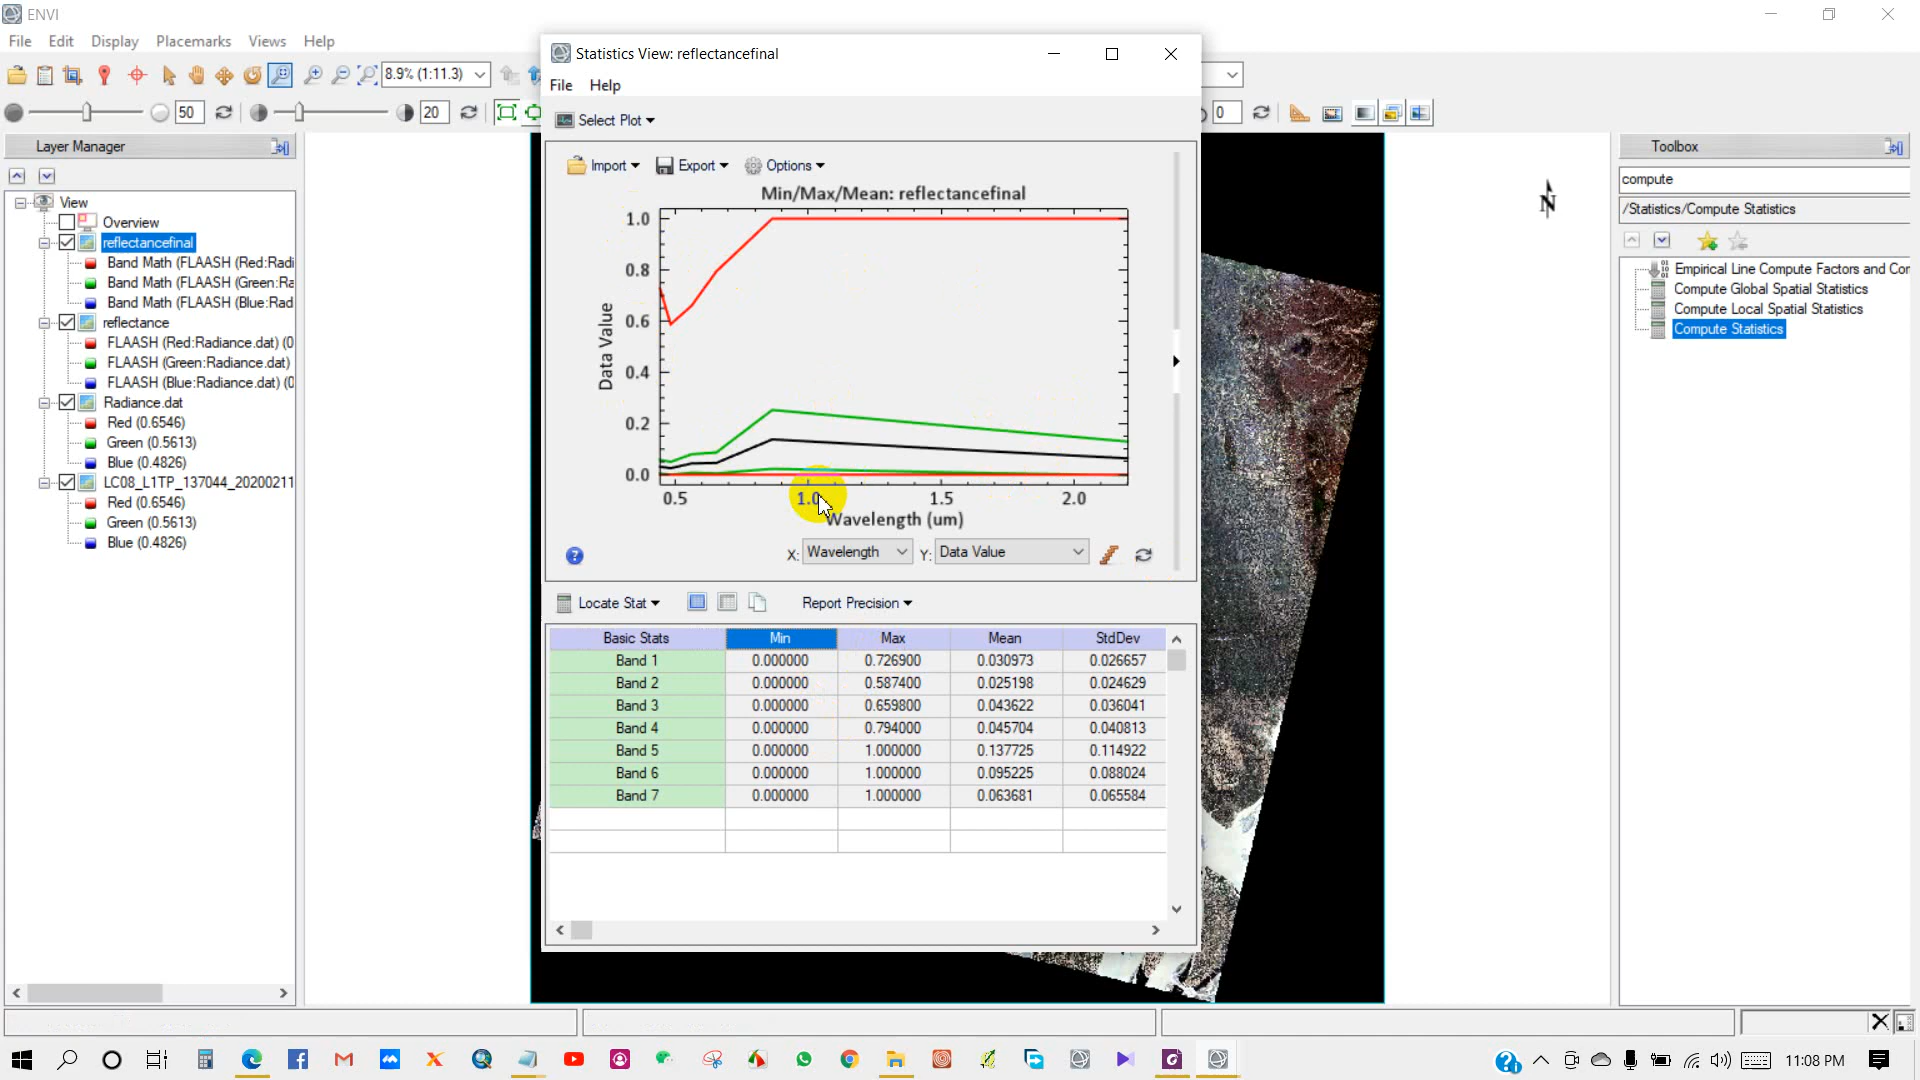 ENVI
File Edit Display Placemarks Views Help
8.9% (1:11.3)
50 20 0
Layer Manager
View
Overview
reflectancefinal
Band Math (FLAASH (Red:Radi
Band Math (FLAASH (Green:Ra
Band Math (FLAASH (Blue:Rad
reflectance
FLAASH (Red:Radiance.dat) (0
FLAASH (Green:Radiance.dat)
FLAASH (Blue:Radiance.dat) (0
Radiance.dat
Red (0.6546)
Green (0.5613)
Blue (0.4826)
LC08_L1TP_137044_20200211
Red (0.6546)
Green (0.5613)
Blue (0.4826)
Statistics View: reflectancefinal
File Help
Select Plot
Import Export Options
Min/Max/Mean: reflectancefinal
1.0
0.8
0.6
0.4
0.2
0.0
Data Value
0.5 1.0 1.5 2.0
Wavelength (um)
X: Wavelength Y: Data Value
Locate Stat Report Precision
Basic Stats Min Max Mean StdDev
Band 1 0.000000 0.726900 0.030973 0.026657
Band 2 0.000000 0.587400 0.025198 0.024629
Band 3 0.000000 0.659800 0.043622 0.036041
Band 4 0.000000 0.794000 0.045704 0.040813
Band 5 0.000000 1.000000 0.137725 0.114922
Band 6 0.000000 1.000000 0.095225 0.088024
Band 7 0.000000 1.000000 0.063681 0.065584
N
Toolbox
compute
/Statistics/Compute Statistics
Empirical Line Compute Factors and Cor
Compute Global Spatial Statistics
Compute Local Spatial Statistics
Compute Statistics
11:08 PM